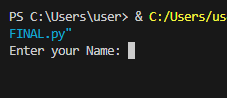 PS C:\Users\user> & C:/Users/us
FINAL.py"
Enter your Name: